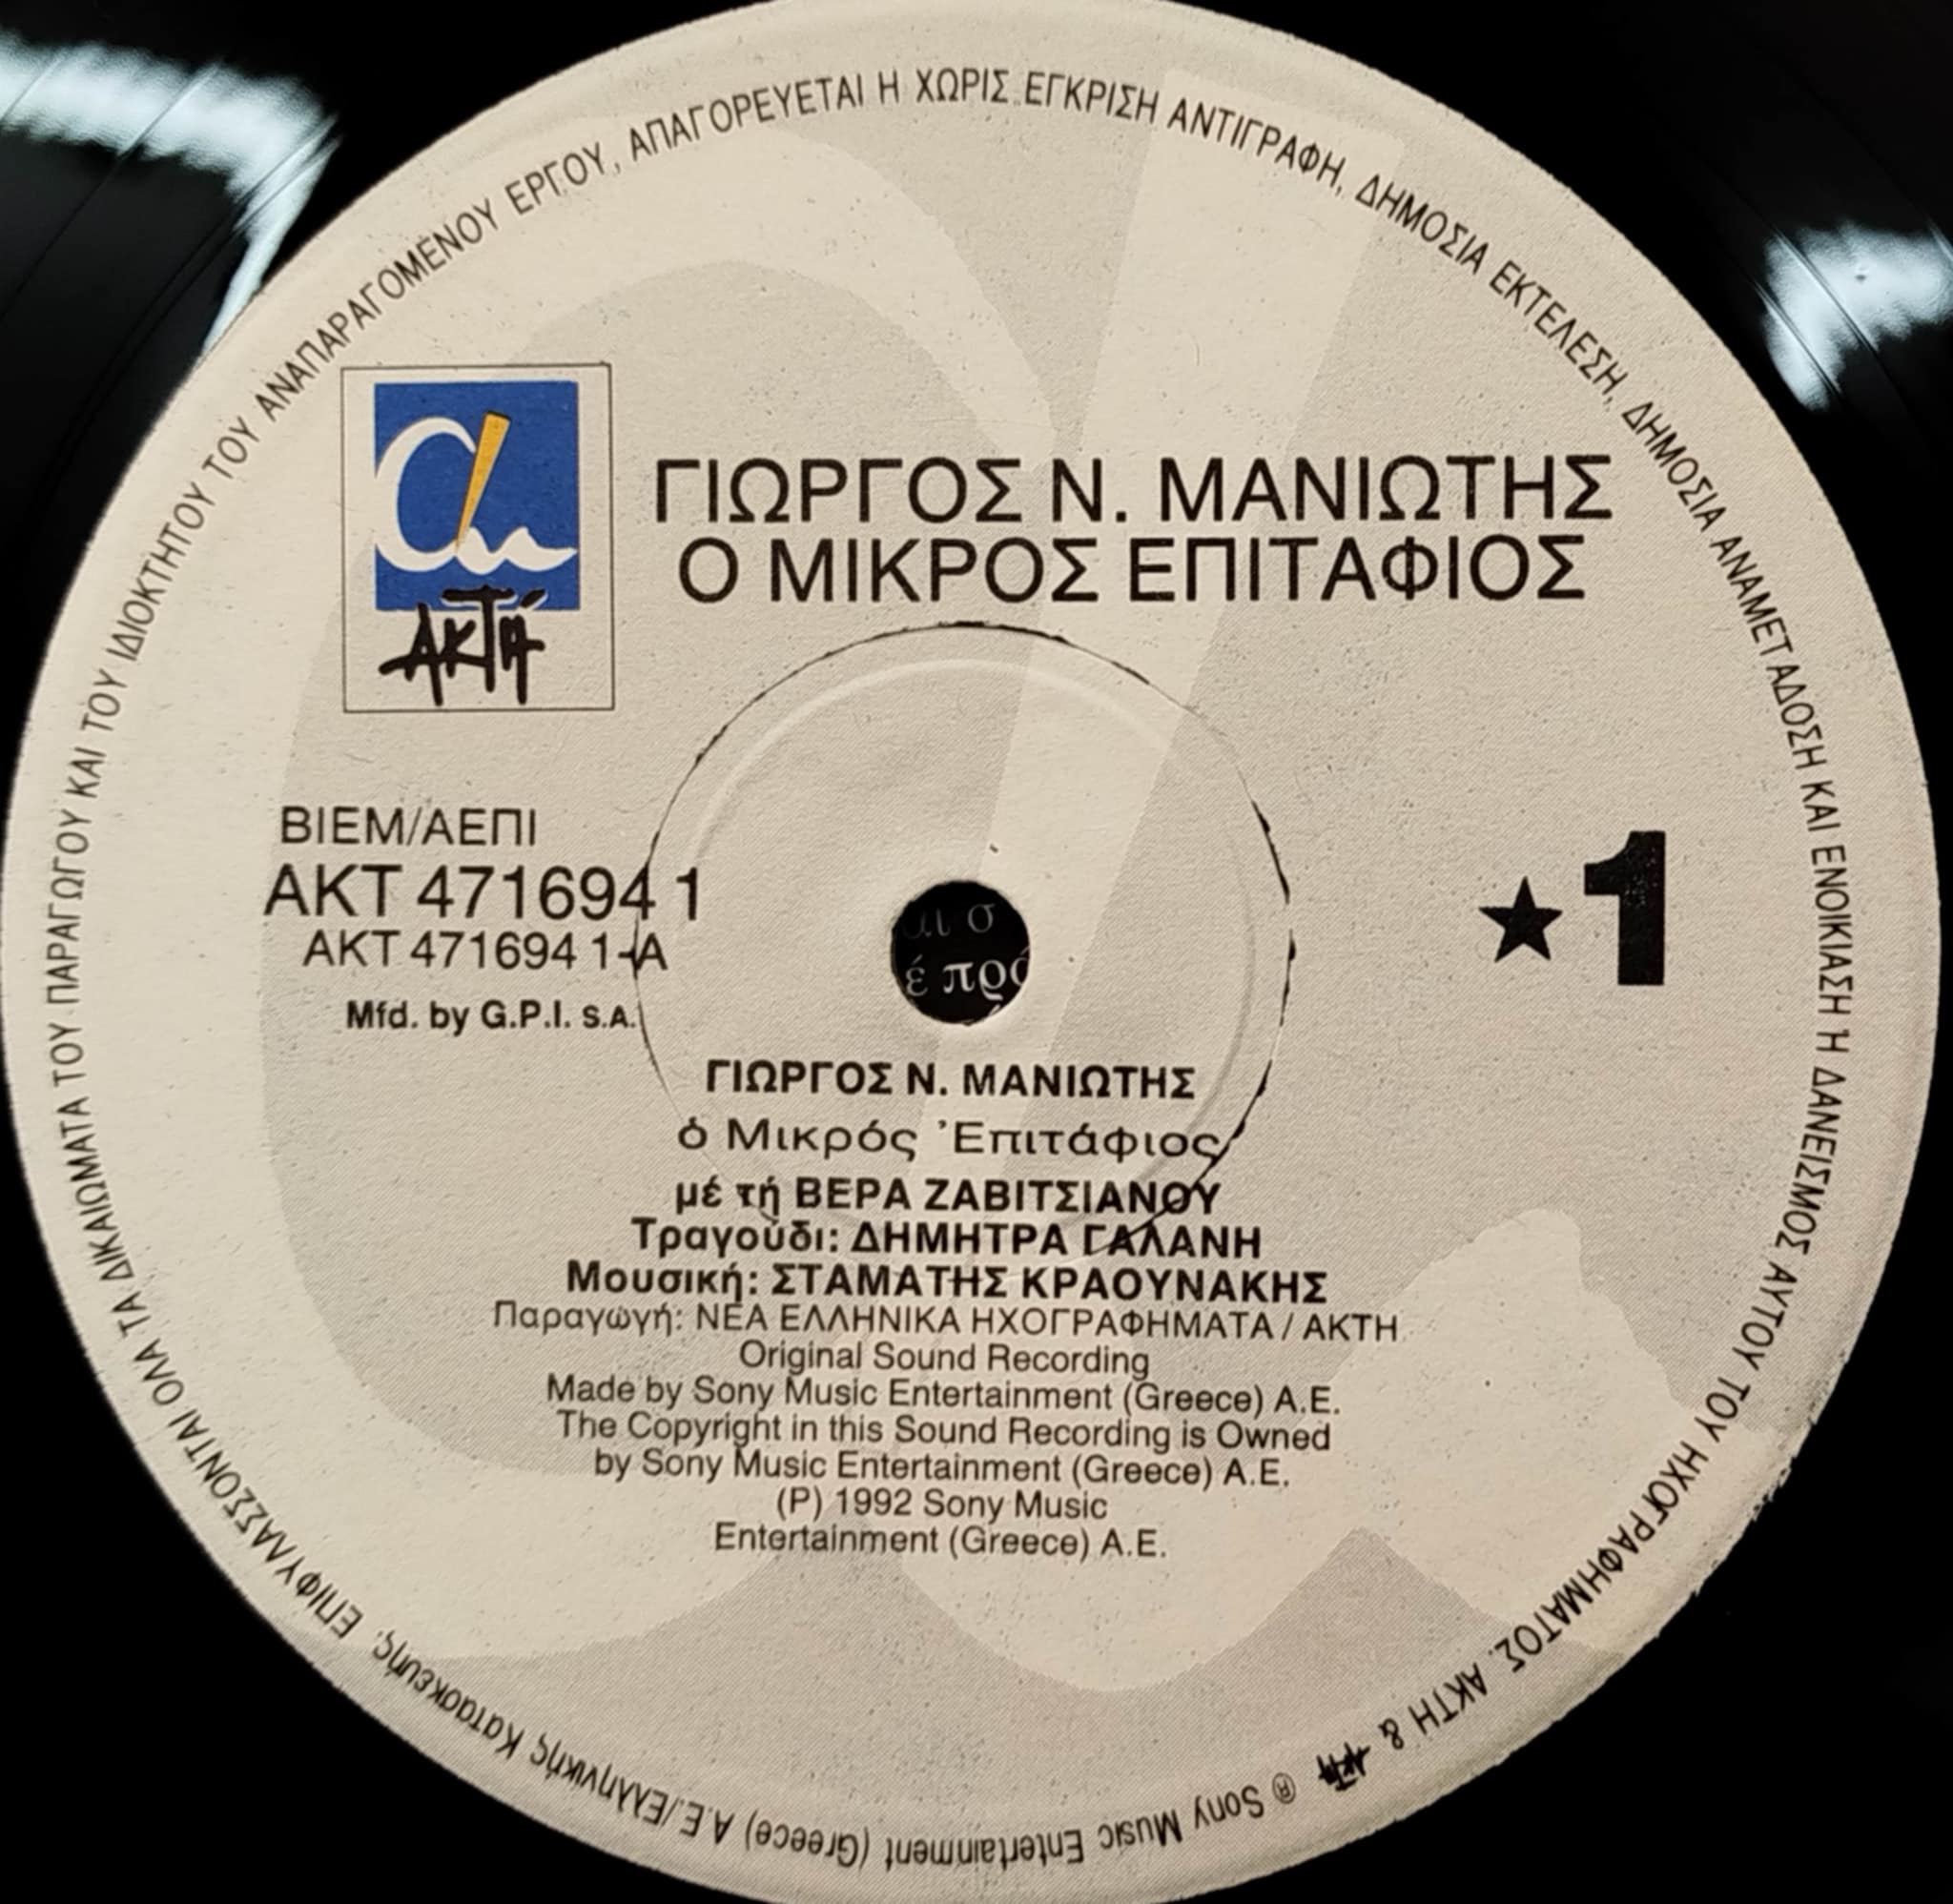 ΕΠΙΦΥΛΑΣΣΟΝΤΑΙ ΟΛΑ ΤΑ ΔΙΚΑΙΩΜΑΤΑ ΤΟΥ ΠΑΡΑΓΩΓΟΥ ΚΑΙ ΤΟΥ ΙΔΙΟΚΤΗΤΟΥ ΤΟΥ ΑΝΑΠΑΡΑΓΟΜΕΝΟΥ ΕΡΓΟΥ, ΑΠΑΓΟΡΕΥΕΤΑΙ Η ΧΩΡΙΣ ΕΓΚΡΙΣΗ ΑΝΤΙΓΡΑΦΗ, ΔΗΜΟΣΙΑ ΕΚΤΕΛΕΣΗ, ΔΗΜΟΣΙΑ ΑΝΑΜΕΤΑΔΟΣΗ ΚΑΙ ΕΝΟΙΚΙΑΣΗ Ή ΔΑΝΕΙΣΜΟΣ ΑΥΤΟΥ ΤΟΥ ΗΧΟΓΡΑΦΗΜΑΤΟΣ. ΑΚΤΗ & ΑΚΤή ® Sony Music Entertainment (Greece) A.E./Ελληνικής Κατασκευής.
ΑΚΤή
ΓΙΩΡΓΟΣ Ν. ΜΑΝΙΩΤΗΣ
Ο ΜΙΚΡΟΣ ΕΠΙΤΑΦΙΟΣ
ΒΙΕΜ/ΑΕΠΙ
ΑΚΤ 471694 1
ΑΚΤ 471694 1-Α
Mfd. by G.P.I. S.A.
★1
αι σ
έ πρό
ΓΙΩΡΓΟΣ Ν. ΜΑΝΙΩΤΗΣ
ὁ Μικρός Ἐπιτάφιος
μέ τή ΒΕΡΑ ΖΑΒΙΤΣΙΑΝΟΥ
Τραγούδι: ΔΗΜΗΤΡΑ ΓΑΛΑΝΗ
Μουσική: ΣΤΑΜΑΤΗΣ ΚΡΑΟΥΝΑΚΗΣ
Παραγωγή: ΝΕΑ ΕΛΛΗΝΙΚΑ ΗΧΟΓΡΑΦΗΜΑΤΑ / ΑΚΤΗ
Original Sound Recording
Made by Sony Music Entertainment (Greece) A.E.
The Copyright in this Sound Recording is Owned
by Sony Music Entertainment (Greece) A.E.
(P) 1992 Sony Music
Entertainment (Greece) A.E.